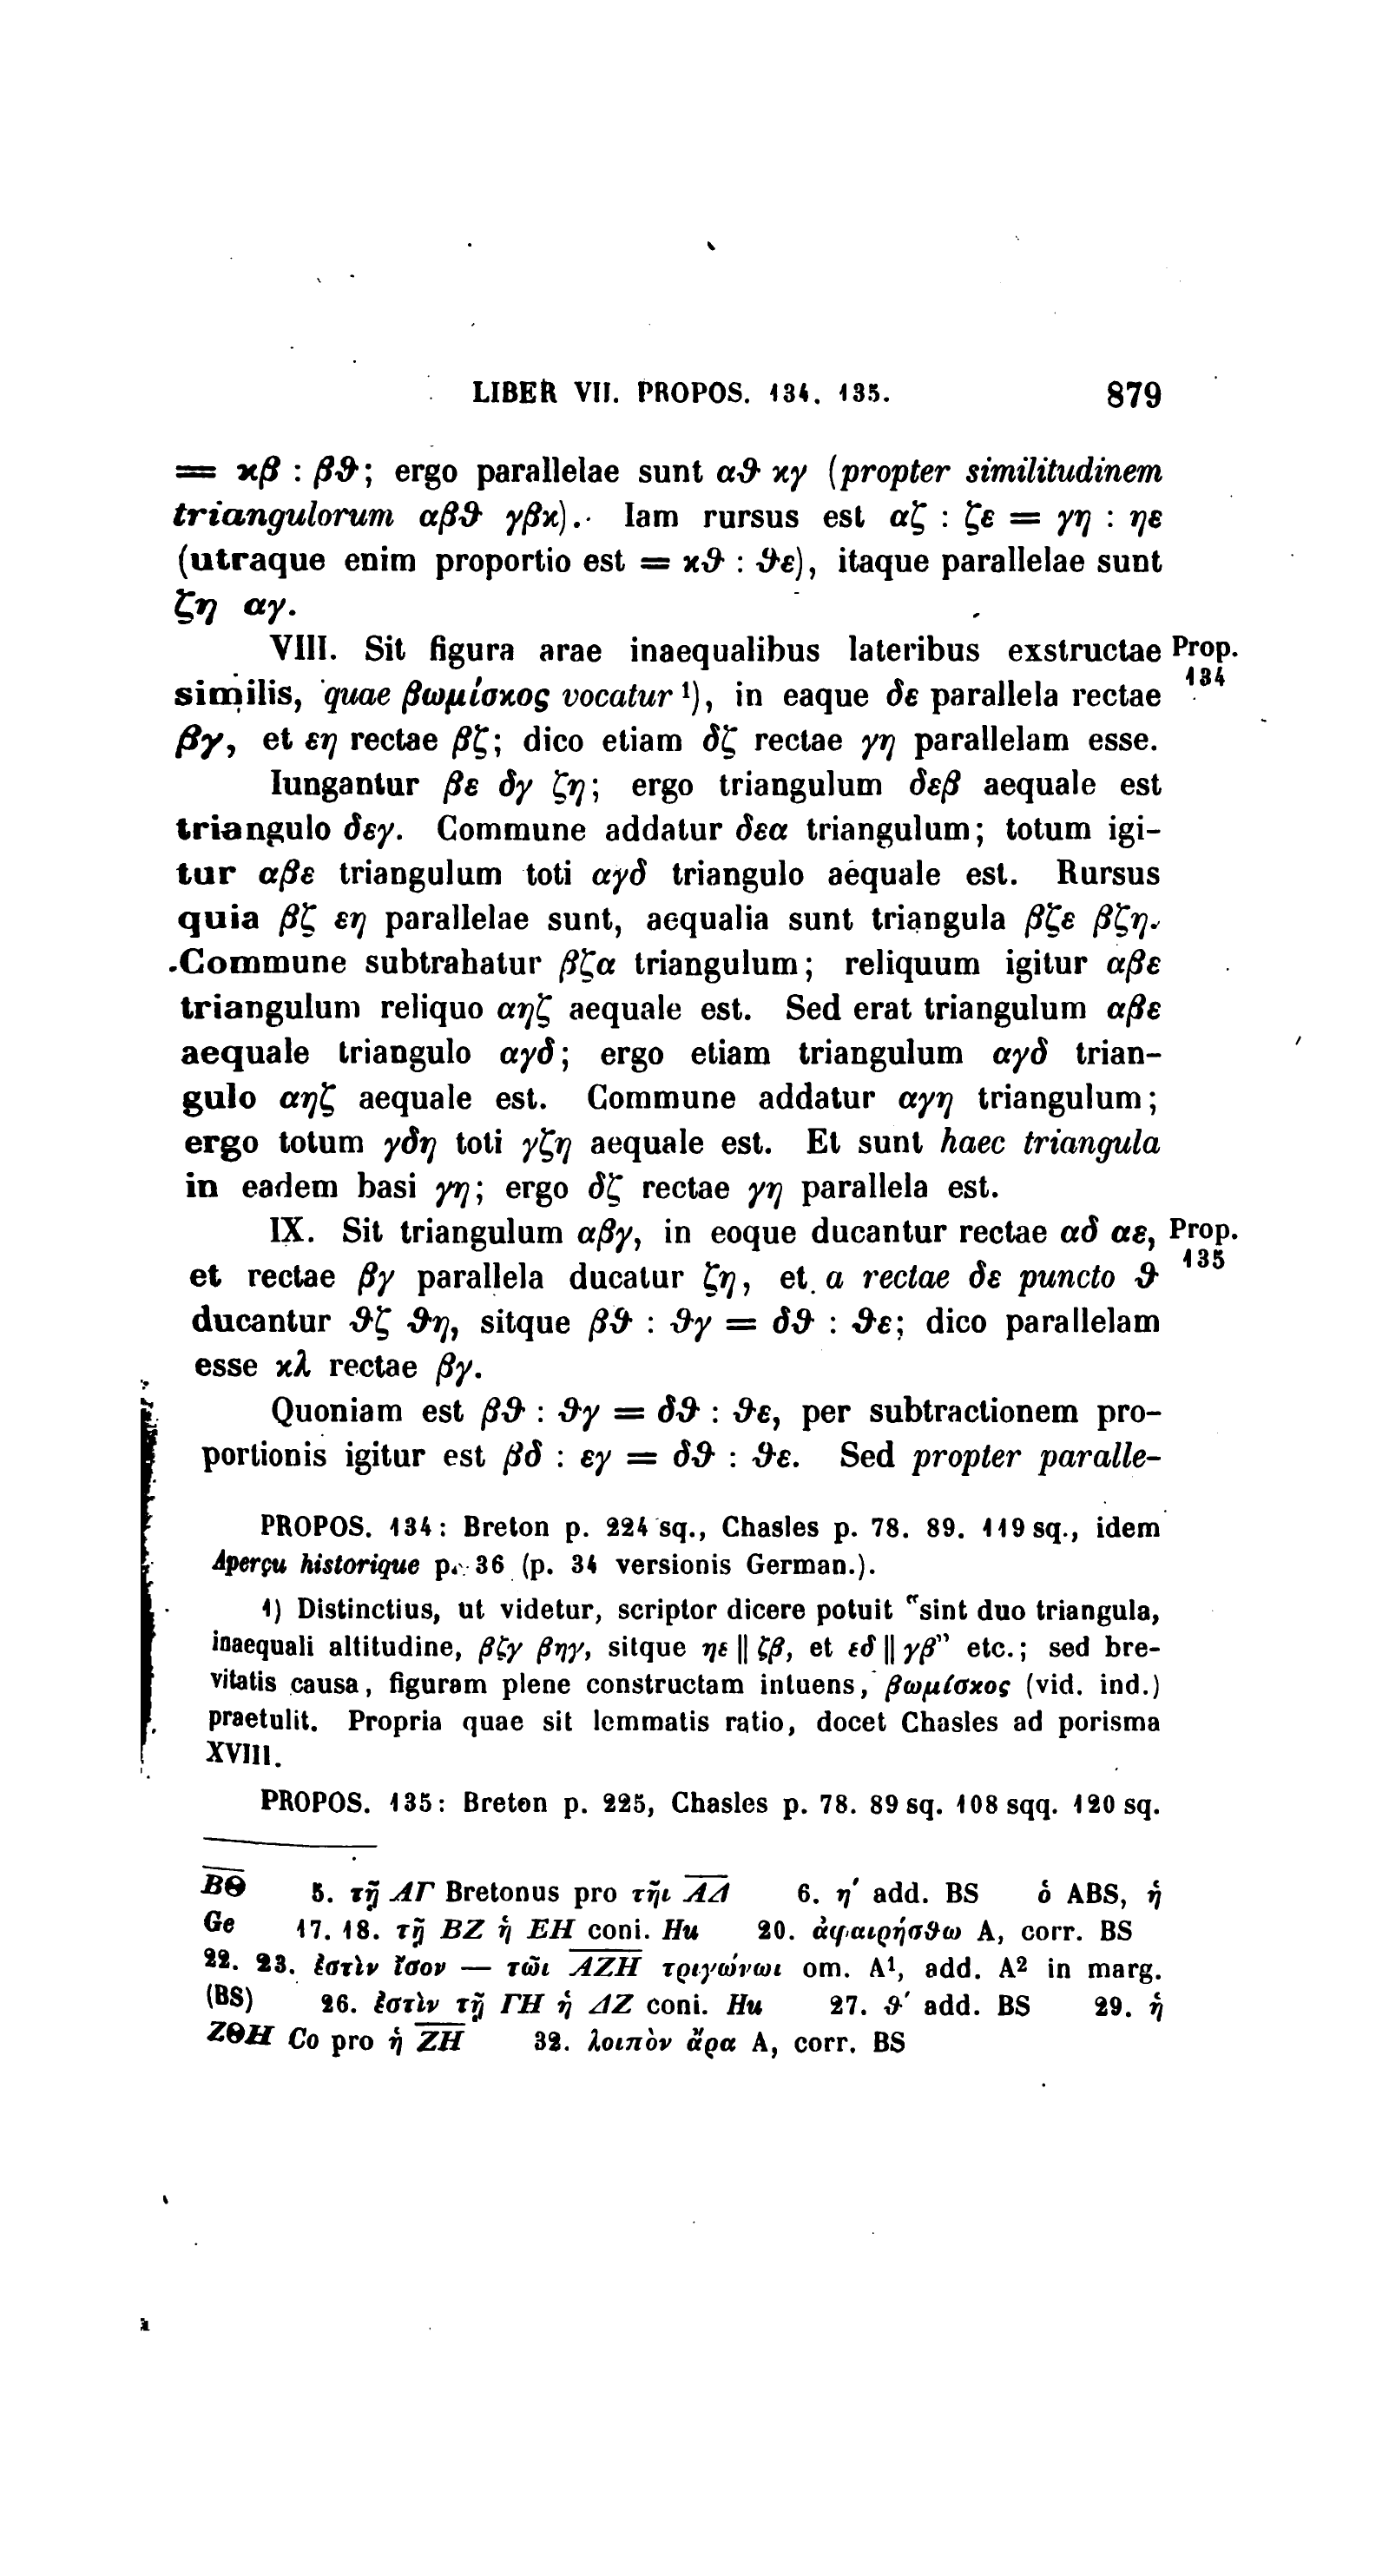 LIBER VII. PROPOS. 134. 135. 879
= κβ : βϑ; ergo parallelae sunt αϑ κγ (propter similitudinem
triangulorum αβϑ γβκ). Iam rursus est αζ : ζε = γη : ηε
(utraque enim proportio est = κϑ : ϑε), itaque parallelae sunt
ζη αγ.
VIII. Sit figura arae inaequalibus lateribus exstructae Prop. 134
similis, quae βωμίσκος vocatur ¹), in eaque δε parallela rectae
βγ, et εη rectae βζ; dico etiam δζ rectae γη parallelam esse.
Iungantur βε δγ ζη; ergo triangulum δεβ aequale est
triangulo δεγ. Commune addatur δεα triangulum; totum igi-
tur αβε triangulum toti αγδ triangulo aequale est. Rursus
quia βζ εη parallelae sunt, aequalia sunt triangula βζε βζη.
Commune subtrahatur βζα triangulum; reliquum igitur αβε
triangulum reliquo αηζ aequale est. Sed erat triangulum αβε
aequale triangulo αγδ; ergo etiam triangulum αγδ trian-
gulo αηζ aequale est. Commune addatur αγη triangulum;
ergo totum γδη toti γζη aequale est. Et sunt haec triangula
in eadem basi γη; ergo δζ rectae γη parallela est.
IX. Sit triangulum αβγ, in eoque ducantur rectae αδ αε, Prop. 135
et rectae βγ parallela ducatur ζη, et a rectae δε puncto ϑ
ducantur ϑζ ϑη, sitque βϑ : ϑγ = δϑ : ϑε; dico parallelam
esse κλ rectae βγ.
Quoniam est βϑ : ϑγ = δϑ : ϑε, per subtractionem pro-
portionis igitur est βδ : εγ = δϑ : ϑε. Sed propter paralle-
PROPOS. 134: Breton p. 224 sq., Chasles p. 78. 89. 119 sq., idem
Aperçu historique p. 36 (p. 34 versionis German.).
1) Distinctius, ut videtur, scriptor dicere potuit "sint duo triangula,
inaequali altitudine, βζγ βηγ, sitque ηε || ζβ, et εδ || γβ" etc.; sed bre-
vitatis causa, figuram plene constructam intuens, βωμίσκος (vid. ind.)
praetulit. Propria quae sit lemmatis ratio, docet Chasles ad porisma
XVIII.
PROPOS. 135: Breton p. 225, Chasles p. 78. 89 sq. 108 sqq. 120 sq.
ΒΘ 5. τῇ ΑΓ Bretonus pro τῆι ΑΔ 6. η′ add. BS ὁ ABS, ἡ
Ge 17. 18. τῇ ΒΖ ἡ ΕΗ coni. Hu 20. ἀφαιρήσϑω A, corr. BS
22. 23. ἐστὶν ἴσον — τῶι ΑΖΗ τριγώνωι om. A¹, add. A² in marg.
(BS) 26. ἐστὶν τῇ ΓΗ ἡ ΔΖ coni. Hu 27. ϑ′ add. BS 29. ἡ
ΖΘΗ Co pro ἡ ΖΗ 32. λοιπὸν ἄρα A, corr. BS